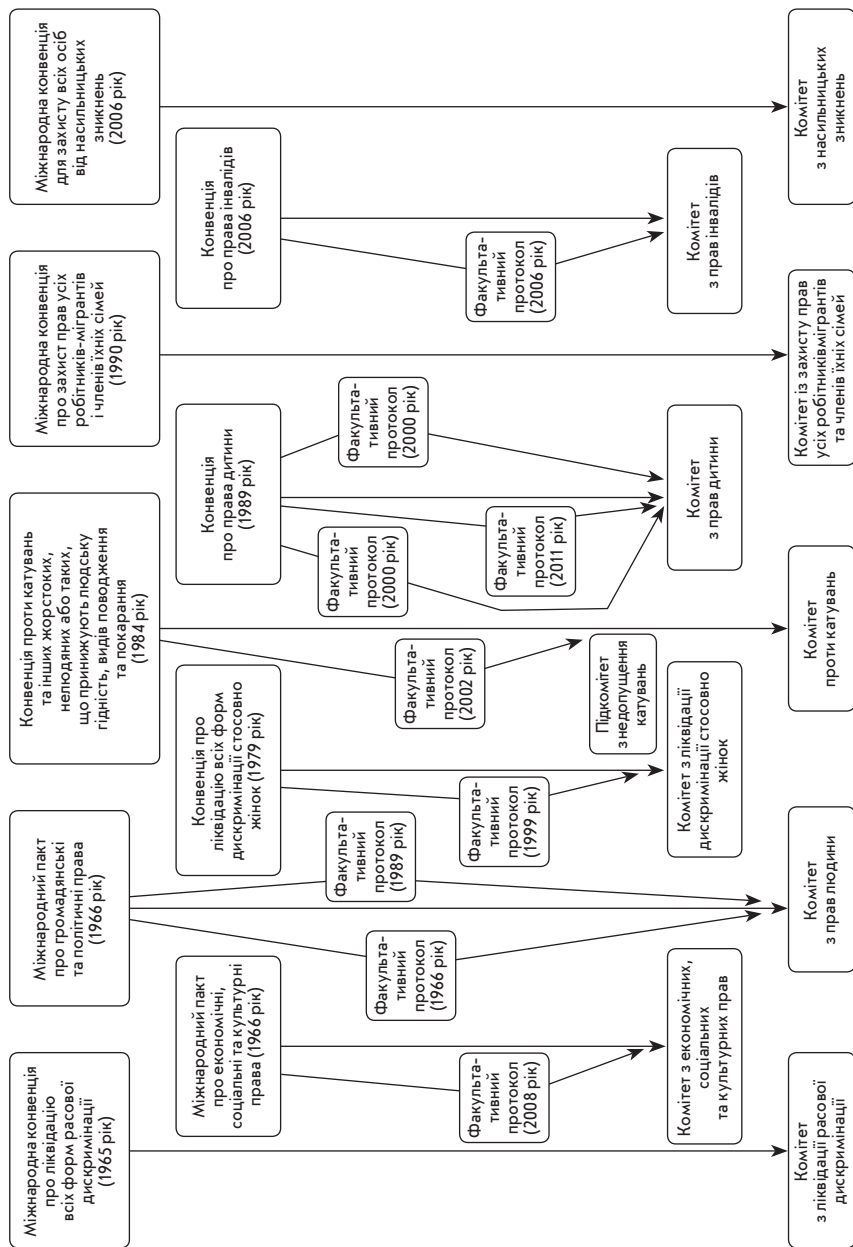 Міжнародна конвенція
про ліквідацію
всіх форм расової
дискримінації
(1965 рік)
Міжнародний пакт
про громадянські
та політичні права
(1966 рік)
Конвенція проти катувань
та інших жорстоких,
нелюдяних або таких,
що принижують людську
гідність, видів поводження
та покарання
(1984 рік)
Міжнародна конвенція
про захист прав усіх
робітників-мігрантів
і членів їхніх сімей
(1990 рік)
Міжнародна конвенція
для захисту всіх осіб
від насильницьких
зникнень
(2006 рік)
Міжнародний пакт
про економічні,
соціальні та культурні
права (1966 рік)
Конвенція про
ліквідацію всіх форм
дискримінації стосовно
жінок (1979 рік)
Конвенція
про права дитини
(1989 рік)
Конвенція
про права інвалідів
(2006 рік)
Факульта-
тивний
протокол
(2008 рік)
Факульта-
тивний
протокол
(1966 рік)
Факульта-
тивний
протокол
(1989 рік)
Факульта-
тивний
протокол
(1999 рік)
Факульта-
тивний
протокол
(2002 рік)
Факульта-
тивний
протокол
(2000 рік)
Факульта-
тивний
протокол
(2011 рік)
Факульта-
тивний
протокол
(2000 рік)
Факульта-
тивний
протокол
(2006 рік)
Підкомітет
з недопущення
катувань
Комітет з економічних,
соціальних
та культурних прав
Комітет з ліквідації
дискримінації стосовно
жінок
Комітет
з прав дитини
Комітет
з прав інвалідів
Комітет
з ліквідації расової
дискримінації
Комітет
з прав людини
Комітет
проти катувань
Комітет із захисту прав
усіх робітниківмігрантів
та членів їхніх сімей
Комітет
з насильницьких
зникнень